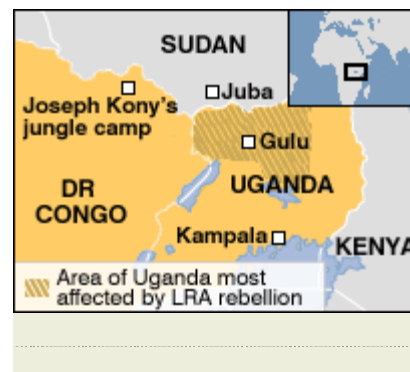 SUDAN
Juba
Joseph Kony's
jungle camp
Gulu
DR
CONGO
UGANDA
Kampala
KENYA
Area of Uganda most
affected by LRA rebellion